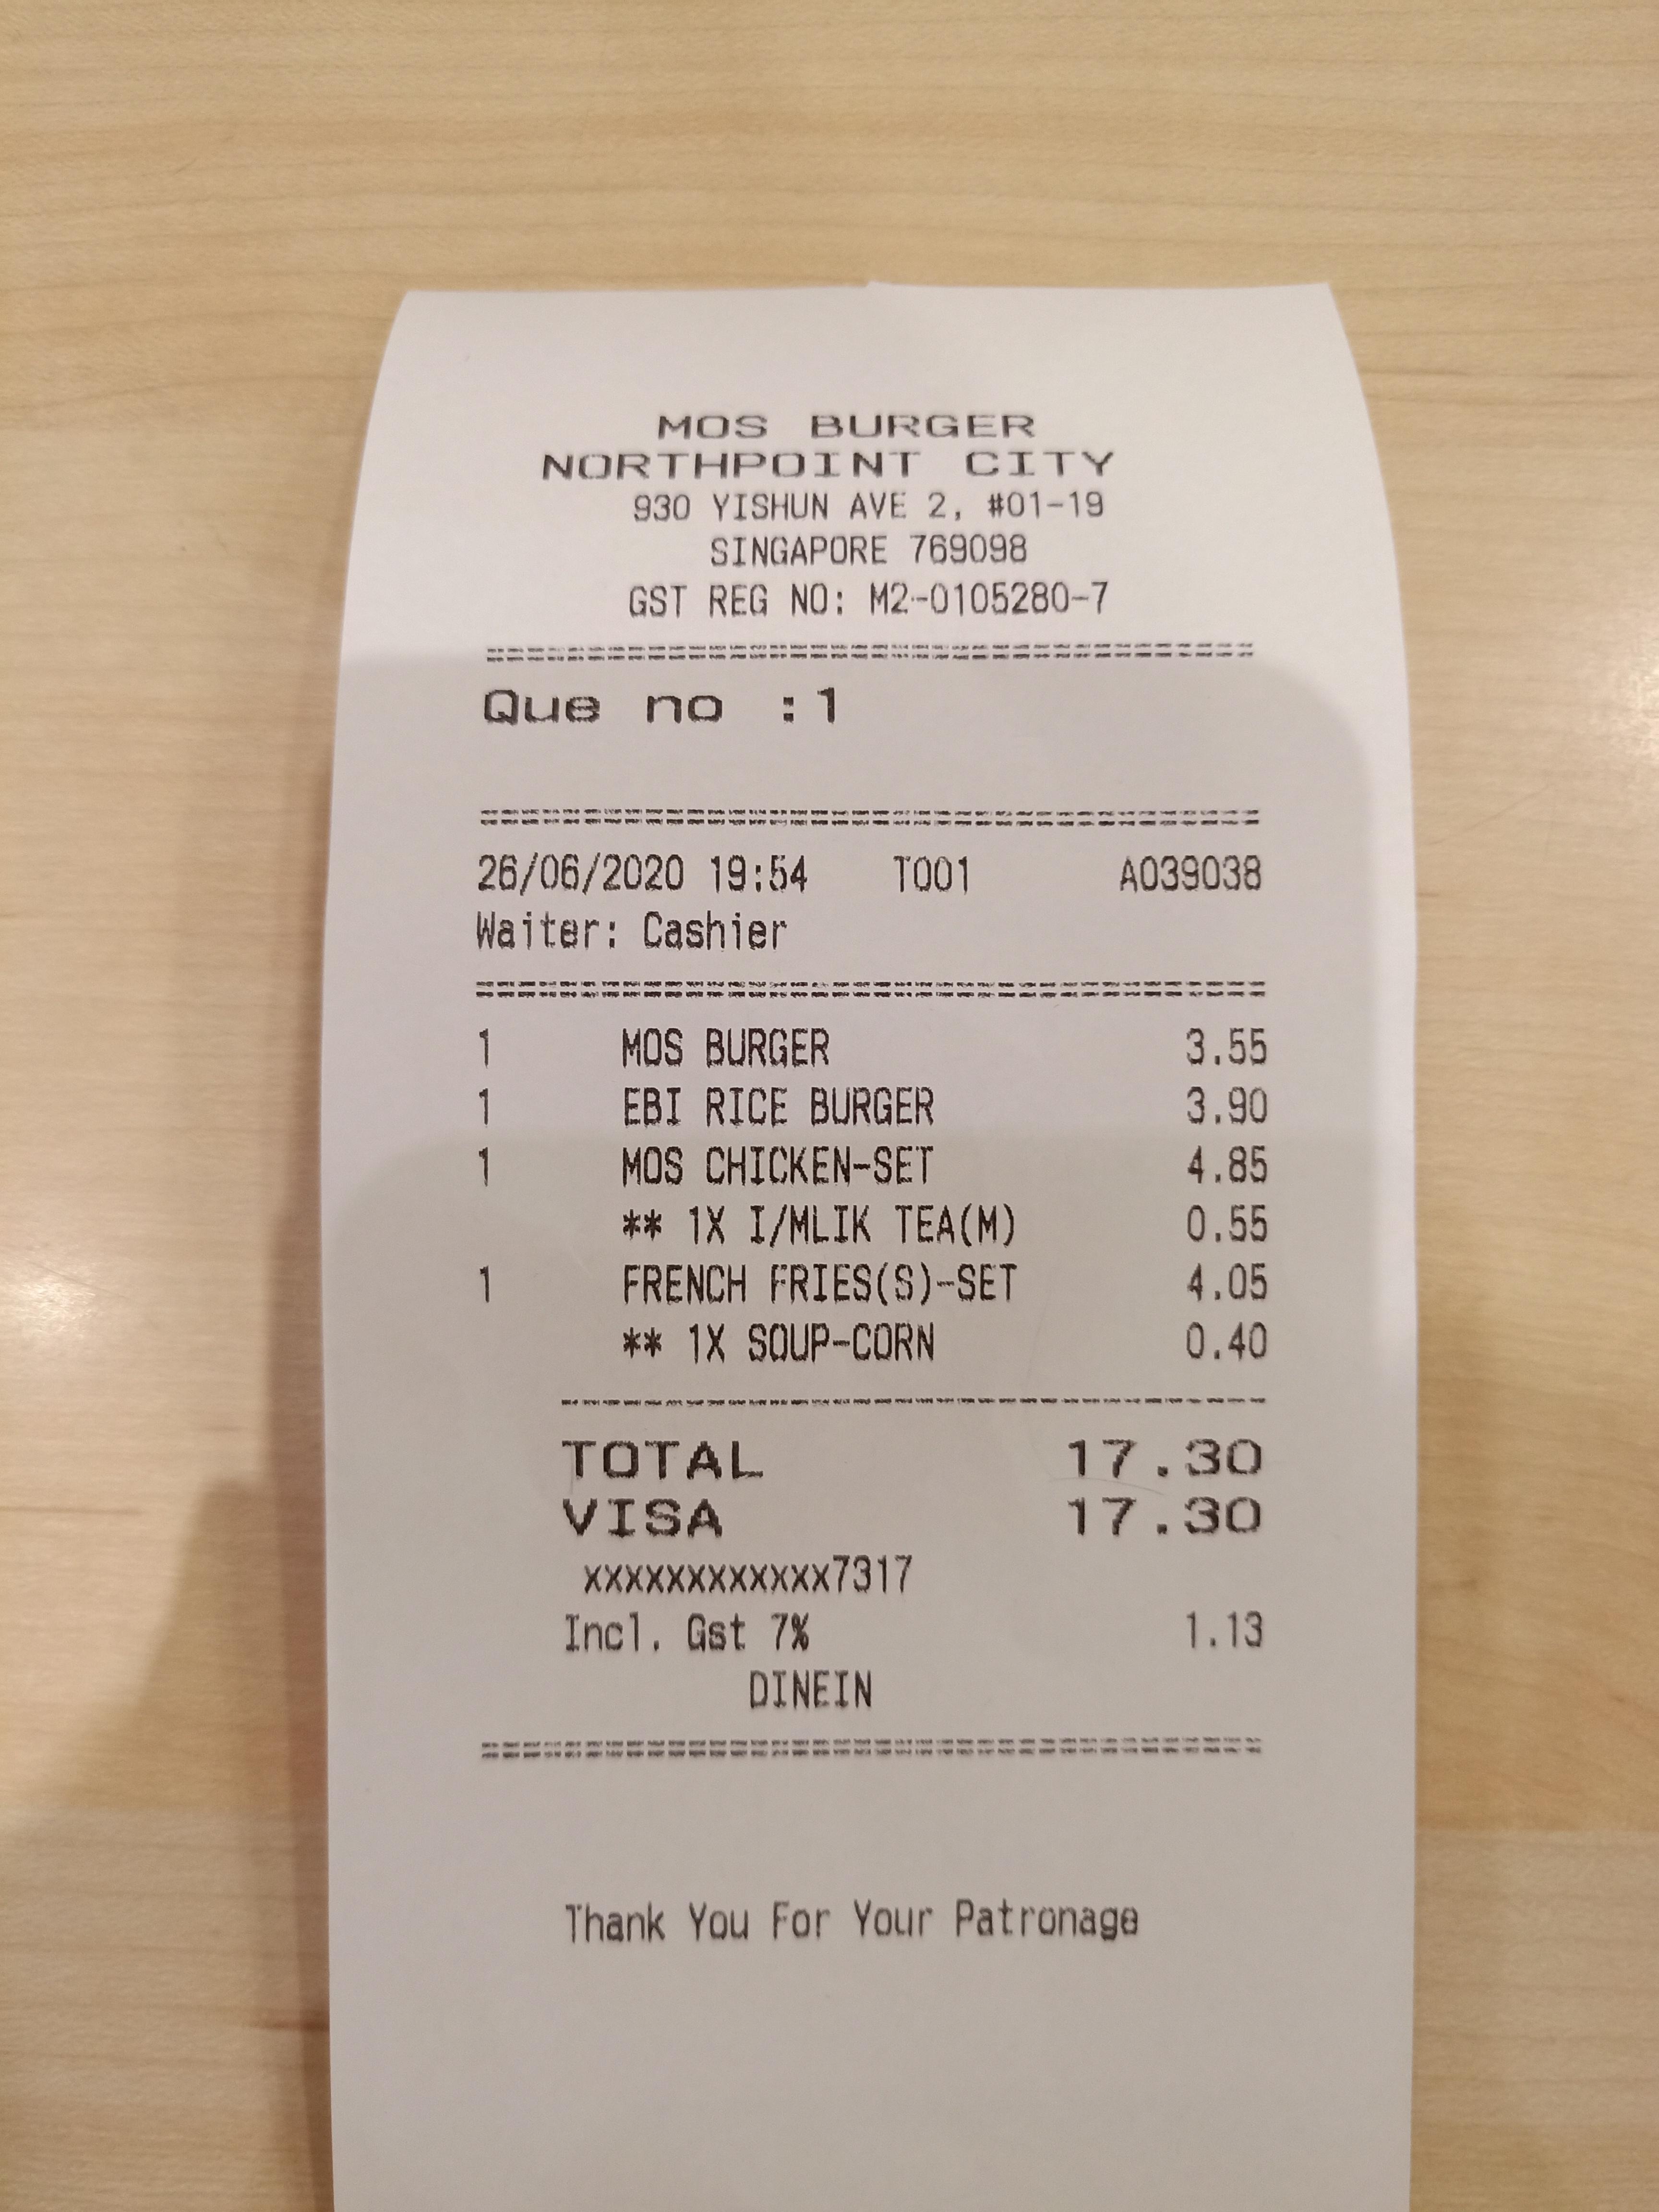 MOS BURGER
NORTHPOINT CITY
930 YISHUN AVE 2, #01-19
SINGAPORE 769098
GST REG NO: M2-0105280-7
======================================
Que no :1
======================================
26/06/2020 19:54 T001 A039038
Waiter: Cashier
======================================
1 MOS BURGER 3.55
1 EBI RICE BURGER 3.90
1 MOS CHICKEN-SET 4.85
** 1X I/MLIK TEA(M) 0.55
1 FRENCH FRIES(S)-SET 4.05
** 1X SOUP-CORN 0.40
----------------------------------
TOTAL 17.30
VISA 17.30
xxxxxxxxxxxx7317
Incl. Gst 7% 1.13
DINEIN
======================================
Thank You For Your Patronage